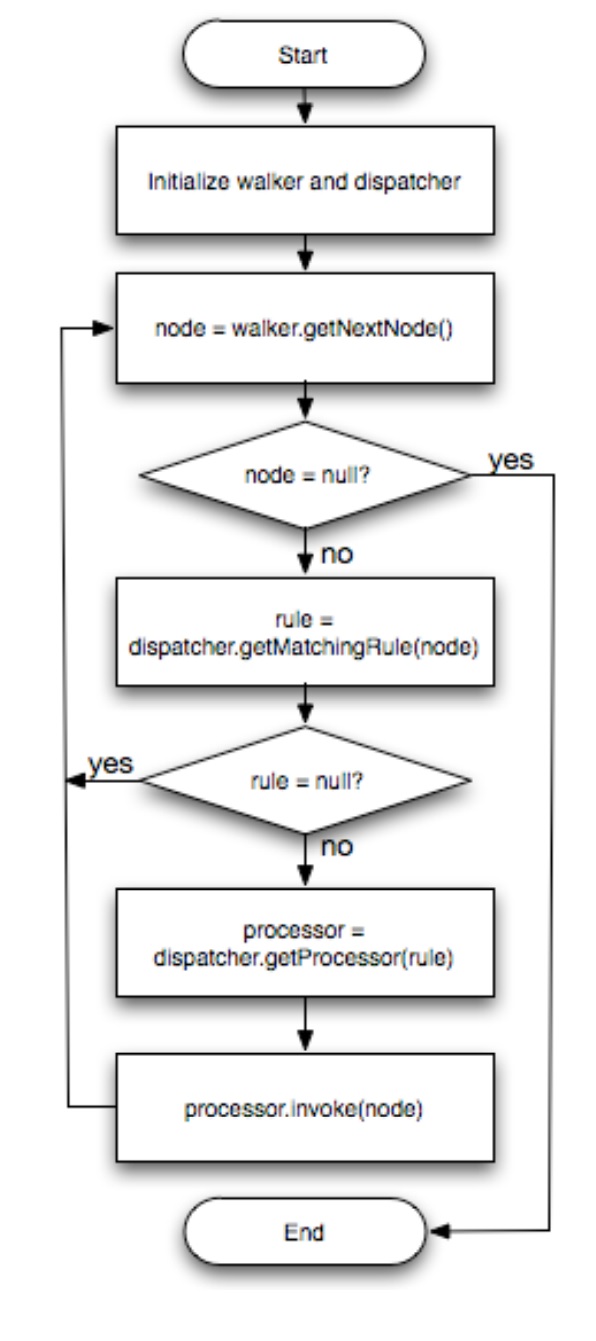 Start
Initialize walker and dispatcher
node = walker.getNextNode()
node = null?
yes
no
rule =
dispatcher.getMatchingRule(node)
yes
rule = null?
no
processor =
dispatcher.getProcessor(rule)
processor.invoke(node)
End